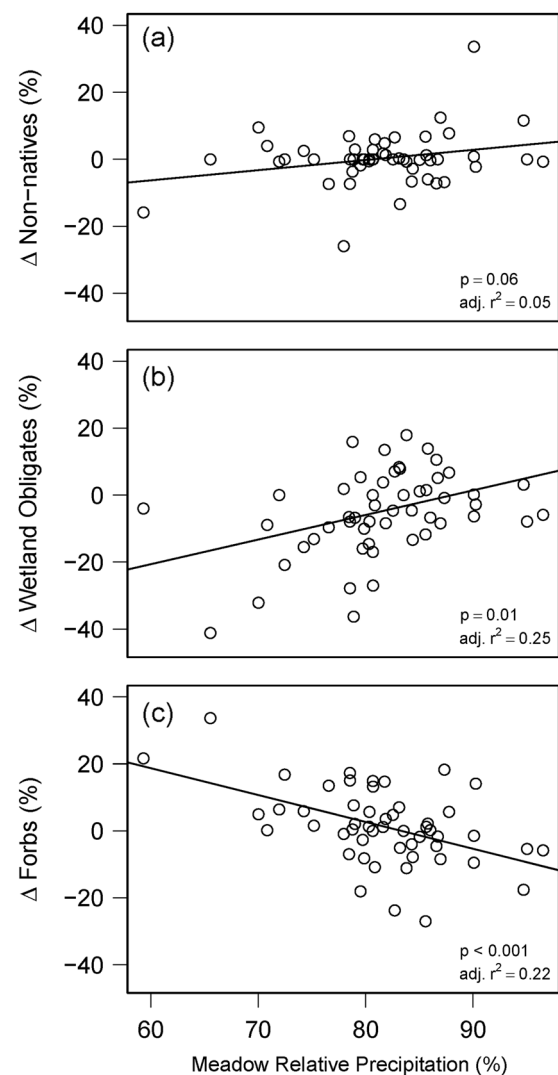 (a)
40
20
0
−20
−40
Δ Non−natives (%)
p = 0.06
adj. r² = 0.05
(b)
40
20
0
−20
−40
Δ Wetland Obligates (%)
p = 0.01
adj. r² = 0.25
(c)
40
20
0
−20
−40
Δ Forbs (%)
p < 0.001
adj. r² = 0.22
60 70 80 90
Meadow Relative Precipitation (%)